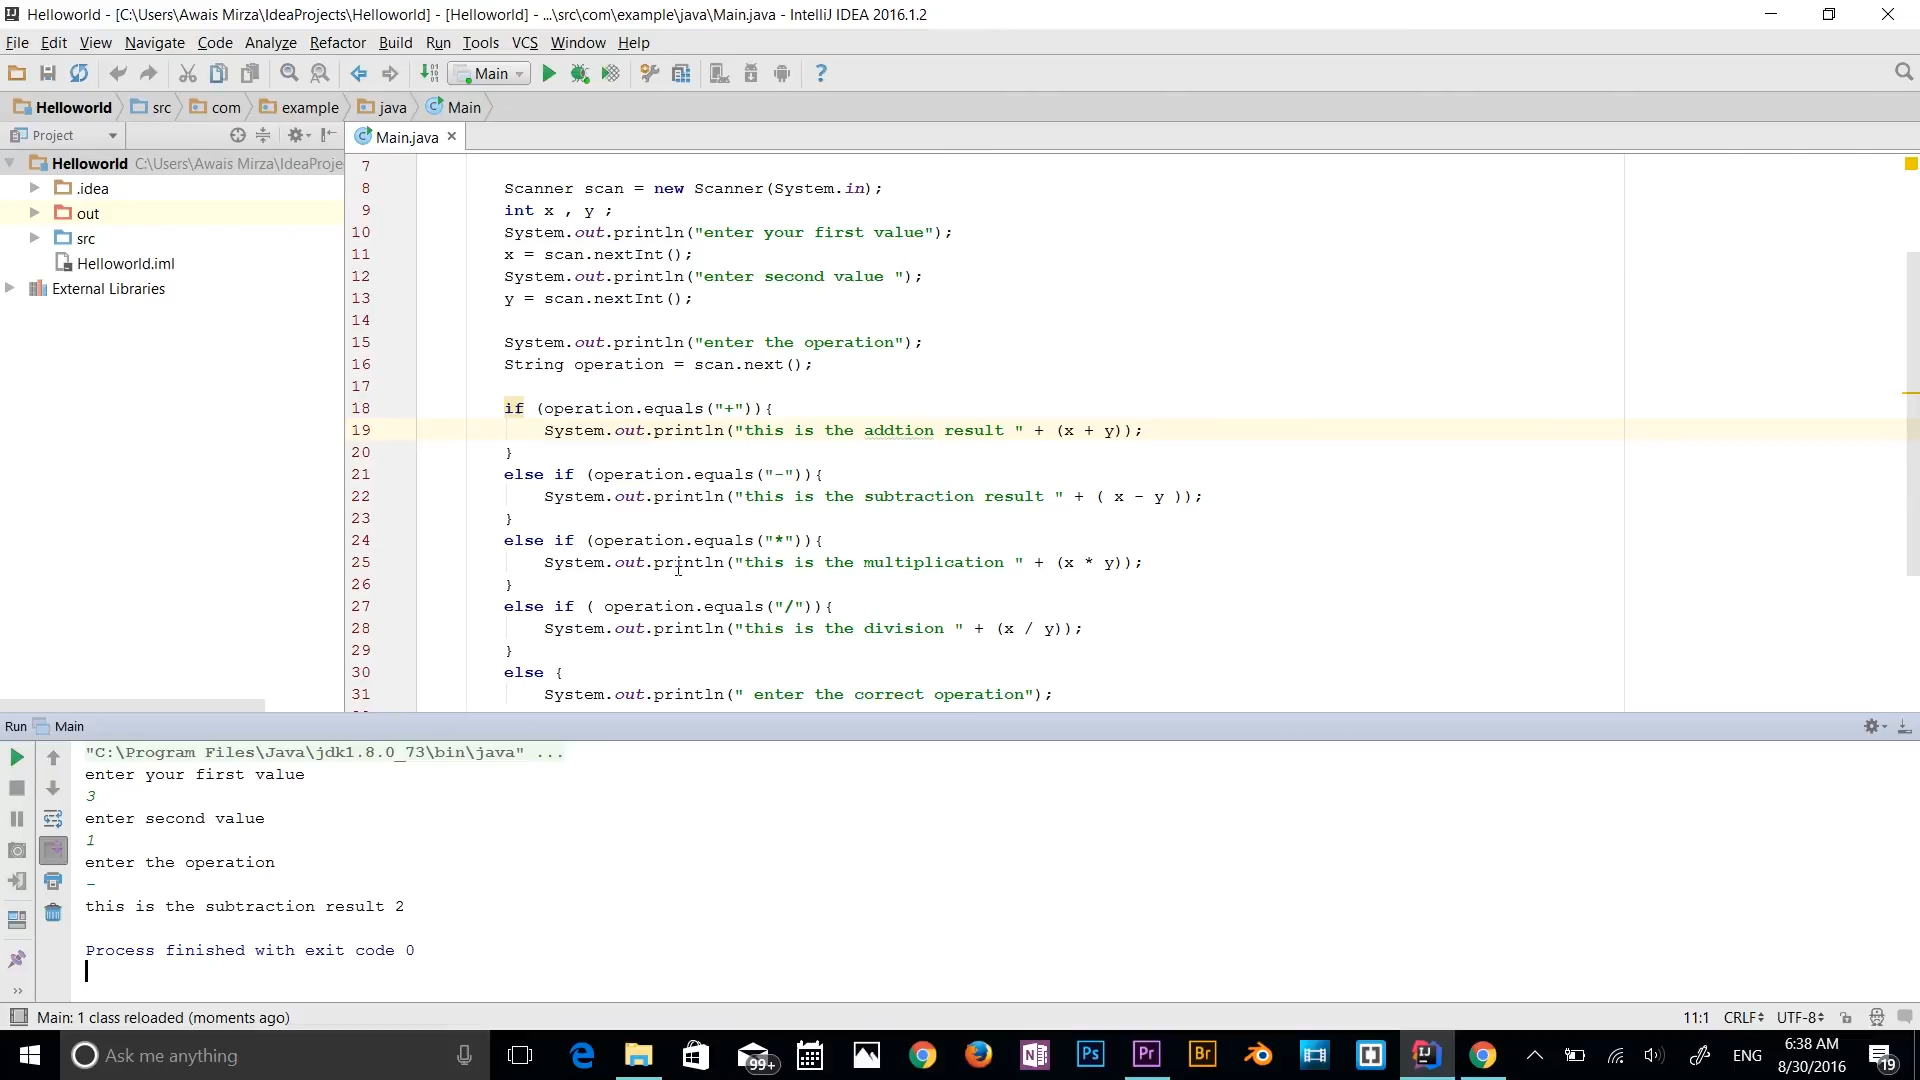 Helloworld - [C:\Users\Awais Mirza\IdeaProjects\Helloworld] - [Helloworld] - ...\src\com\example\java\Main.java - IntelliJ IDEA 2016.1.2
File Edit View Navigate Code Analyze Refactor Build Run Tools VCS Window Help
Main
Helloworld src com example java Main
Project
Main.java
Helloworld C:\Users\Awais Mirza\IdeaProje
.idea
out
src
Helloworld.iml
External Libraries
7
8 Scanner scan = new Scanner(System.in);
9 int x , y ;
10 System.out.println("enter your first value");
11 x = scan.nextInt();
12 System.out.println("enter second value ");
13 y = scan.nextInt();
14
15 System.out.println("enter the operation");
16 String operation = scan.next();
17
18 if (operation.equals("+")){
19 System.out.println("this is the addtion result " + (x + y));
20 }
21 else if (operation.equals("-")){
22 System.out.println("this is the subtraction result " + ( x - y ));
23 }
24 else if (operation.equals("*")){
25 System.out.println("this is the multiplication " + (x * y));
26 }
27 else if ( operation.equals("/")){
28 System.out.println("this is the division " + (x / y));
29 }
30 else {
31 System.out.println(" enter the correct operation");
Run Main
"C:\Program Files\Java\jdk1.8.0_73\bin\java" ...
enter your first value
3
enter second value
1
enter the operation
-
this is the subtraction result 2
Process finished with exit code 0
Main: 1 class reloaded (moments ago)
11:1 CRLF UTF-8
Ask me anything
99+
Ps
Pr
Br
ENG
6:38 AM
8/30/2016
19